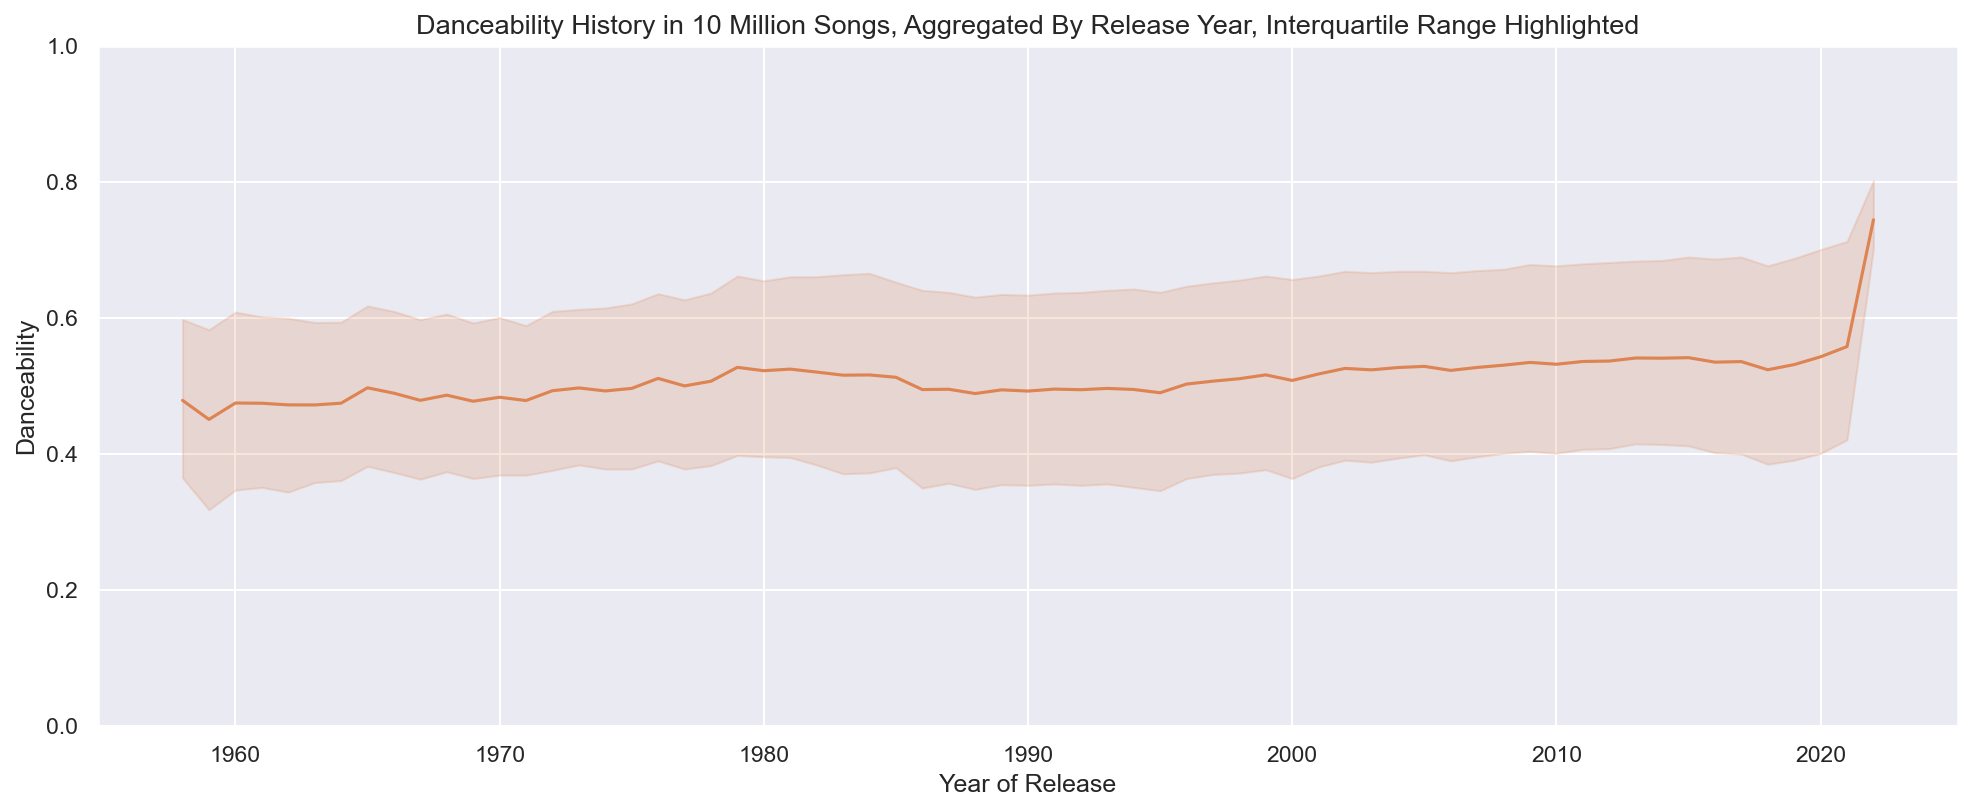 Danceability History in 10 Million Songs, Aggregated By Release Year, Interquartile Range Highlighted
1.0
0.8
0.6
0.4
0.2
0.0
Danceability
1960 1970 1980 1990 2000 2010 2020
Year of Release